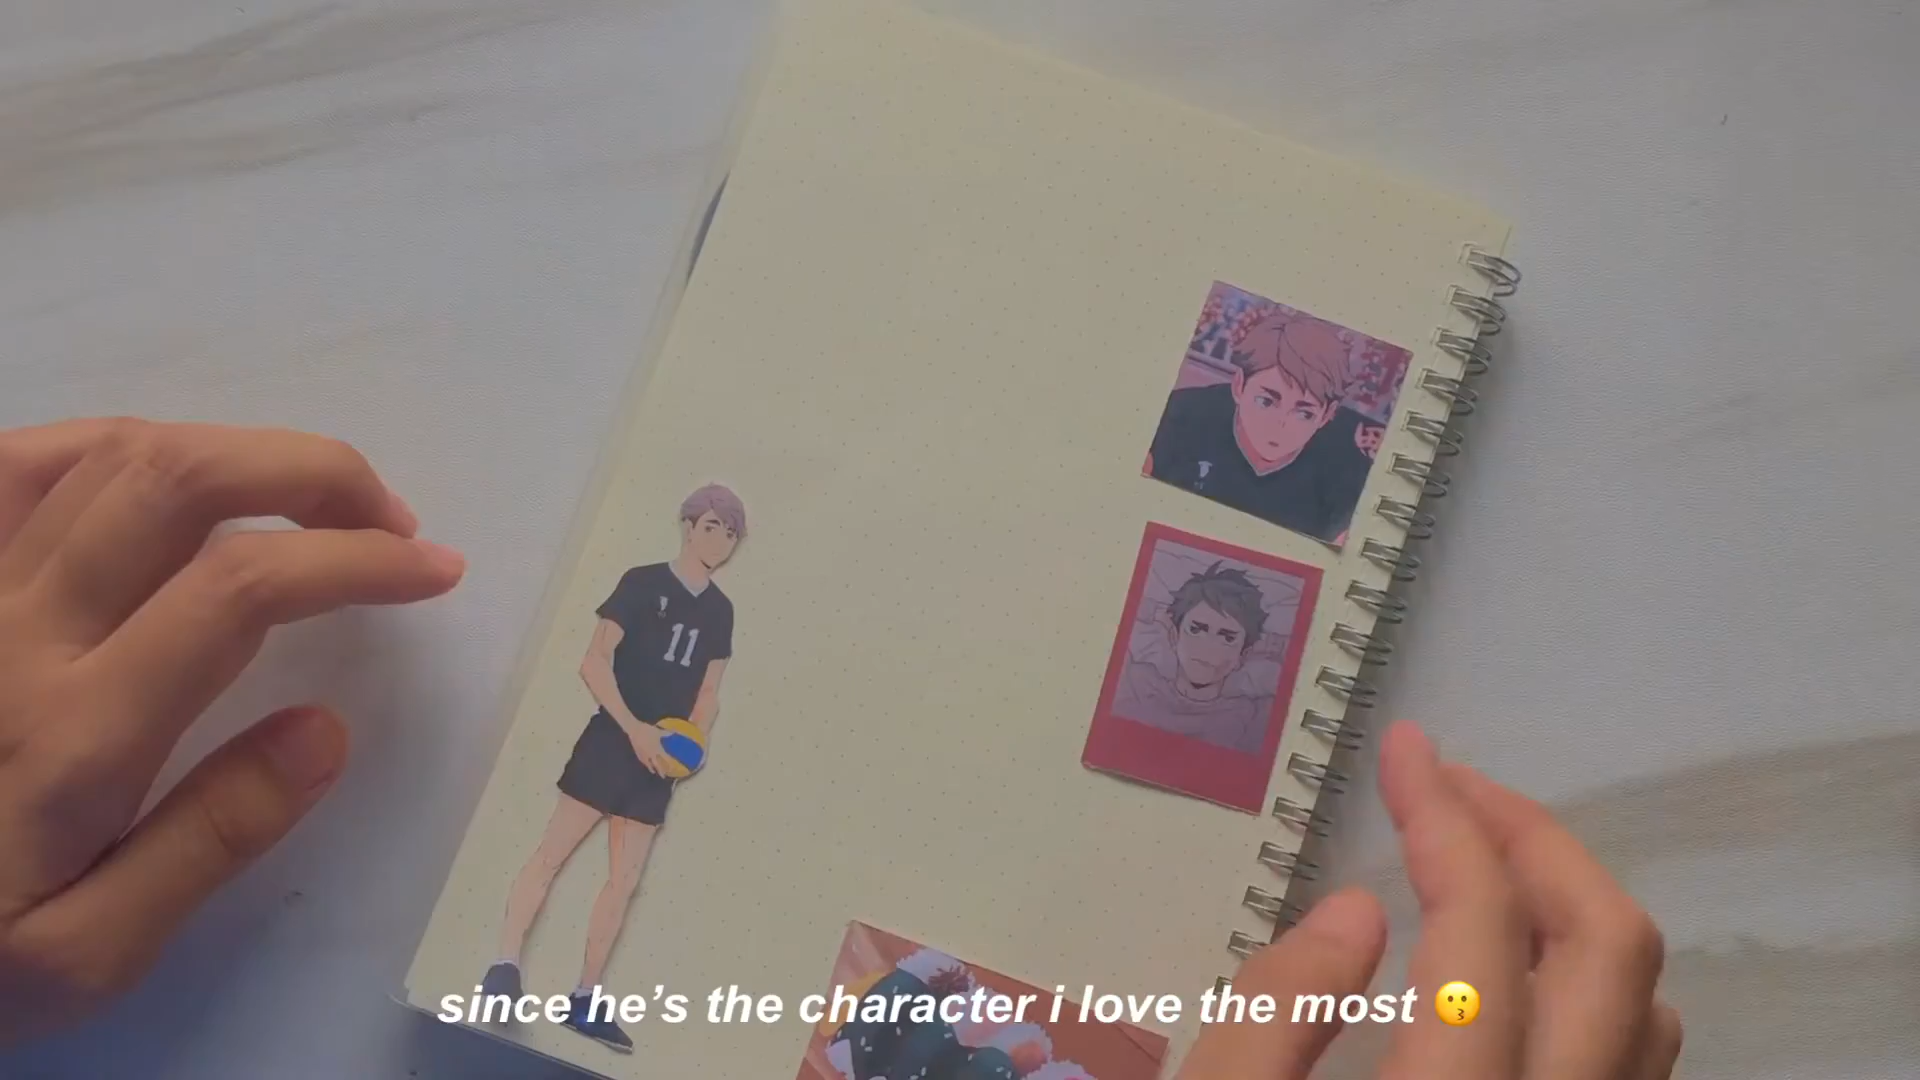 11
since he’s the character i love the most 😗